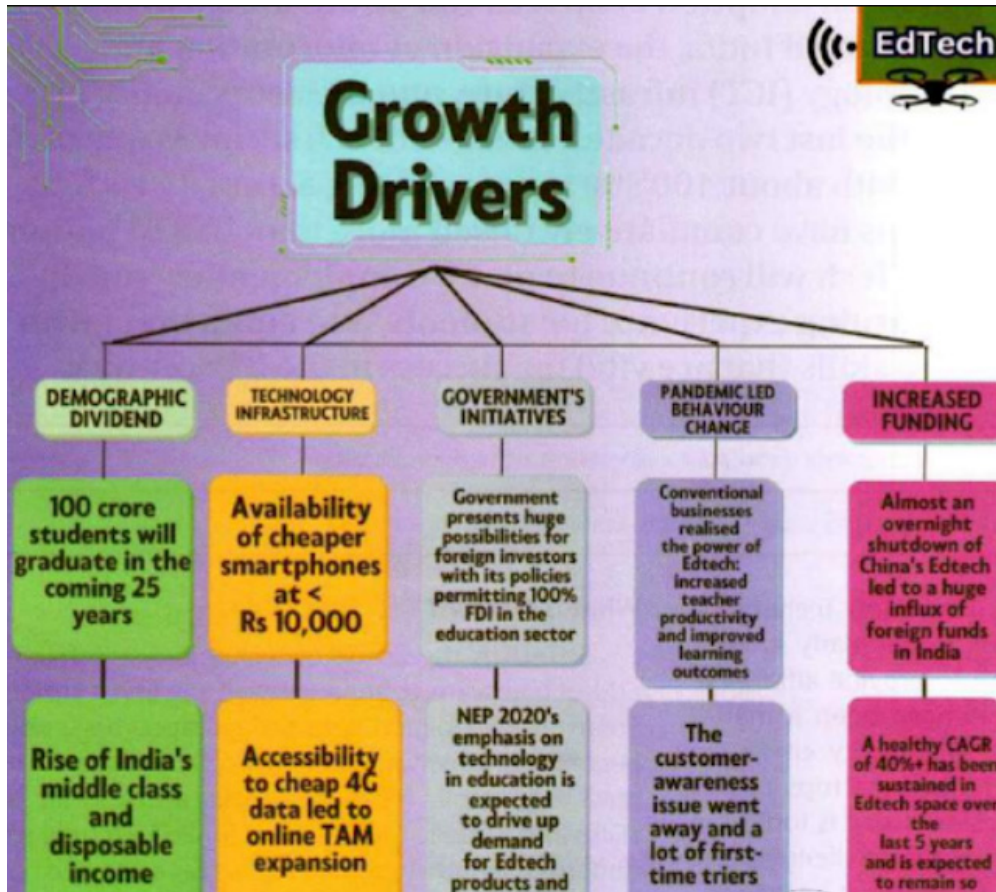 EdTech
Growth
Drivers
DEMOGRAPHIC
DIVIDEND
100 crore
students will
graduate in the
coming 25
years
Rise of India's
middle class
and
disposable
income
TECHNOLOGY
INFRASTRUCTURE
Availability
of cheaper
smartphones
at <
Rs 10,000
Accessibility
to cheap 4G
data led to
online TAM
expansion
GOVERNMENT'S
INITIATIVES
Government
presents huge
possibilities for
foreign investors
with its policies
permitting 100%
FDI in the
education sector
NEP 2020's
emphasis on
technology
in education is
expected
to drive up
demand
for Edtech
products and
PANDEMIC LED
BEHAVIOUR
CHANGE
Conventional
businesses
realised
the power of
Edtech:
increased
teacher
productivity
and improved
learning
outcomes
The
customer-
awareness
issue went
away and a
lot of first-
time triers
INCREASED
FUNDING
Almost an
overnight
shutdown of
China's Edtech
led to a huge
influx of
foreign funds
in India
A healthy CAGR
of 40%+ has been
sustained in
Edtech space over
the
last 5 years
and is expected
to remain so